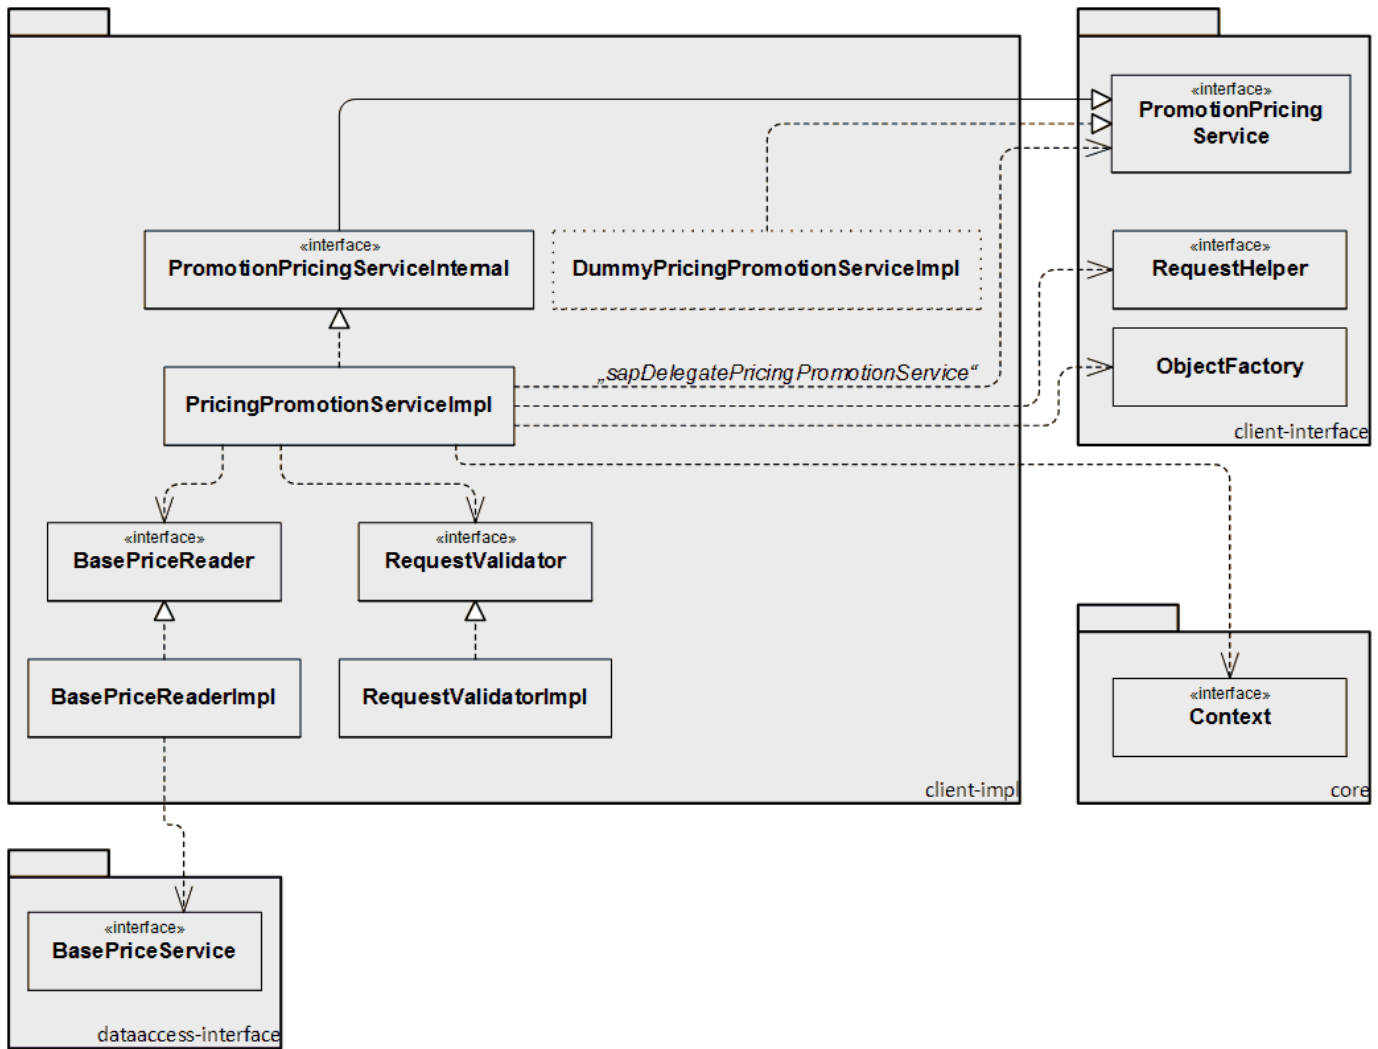 «interface»
PromotionPricing
Service
«interface»
PromotionPricingServiceInternal
DummyPricingPromotionServiceImpl
«interface»
RequestHelper
„sapDelegatePricingPromotionService“
PricingPromotionServiceImpl
ObjectFactory
client-interface
«interface»
BasePriceReader
«interface»
RequestValidator
BasePriceReaderImpl
RequestValidatorImpl
«interface»
Context
client-impl
core
«interface»
BasePriceService
dataaccess-interface